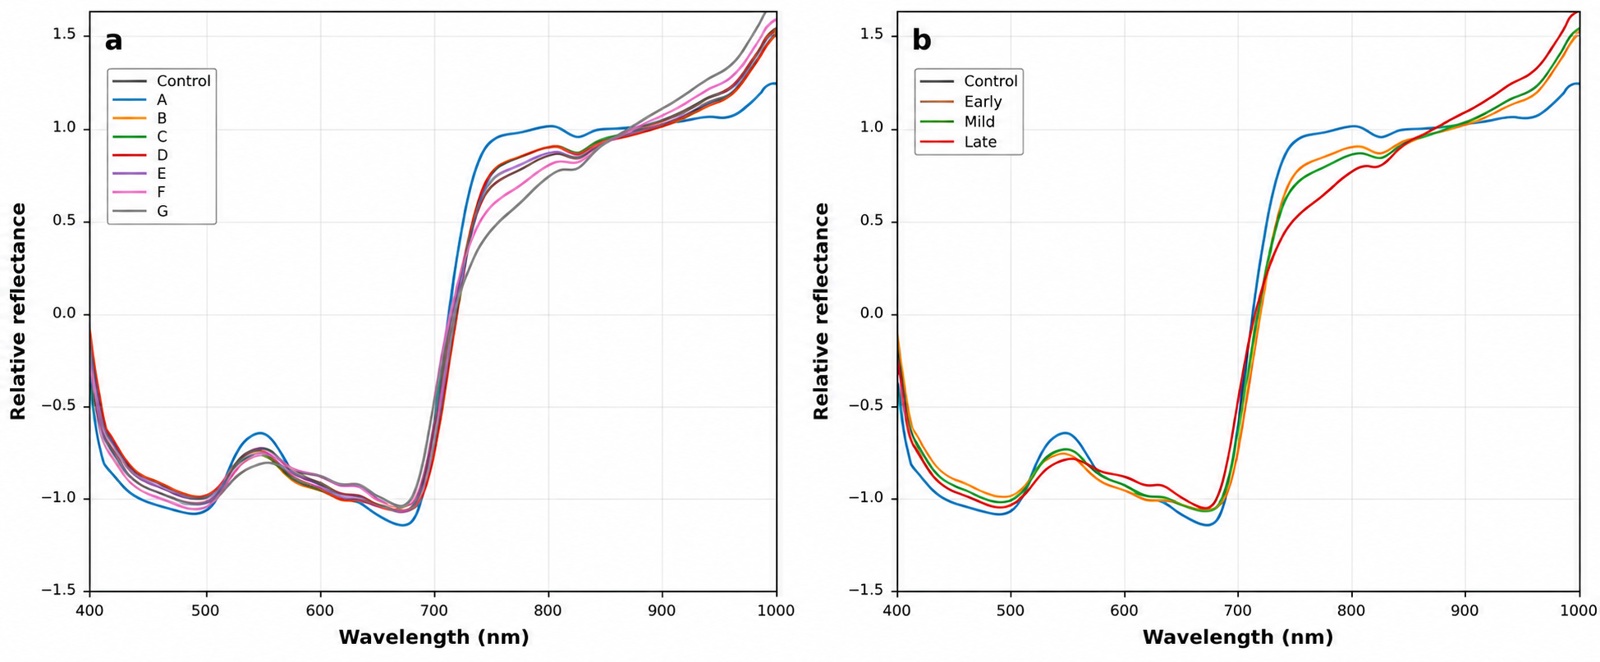 a
Control
A
B
C
D
E
F
G
1.5
1.0
0.5
0.0
−0.5
−1.0
−1.5
400
500
600
700
800
900
1000
Relative reflectance
Wavelength (nm)
b
Control
Early
Mild
Late
1.5
1.0
0.5
0.0
−0.5
−1.0
−1.5
400
500
600
700
800
900
1000
Relative reflectance
Wavelength (nm)